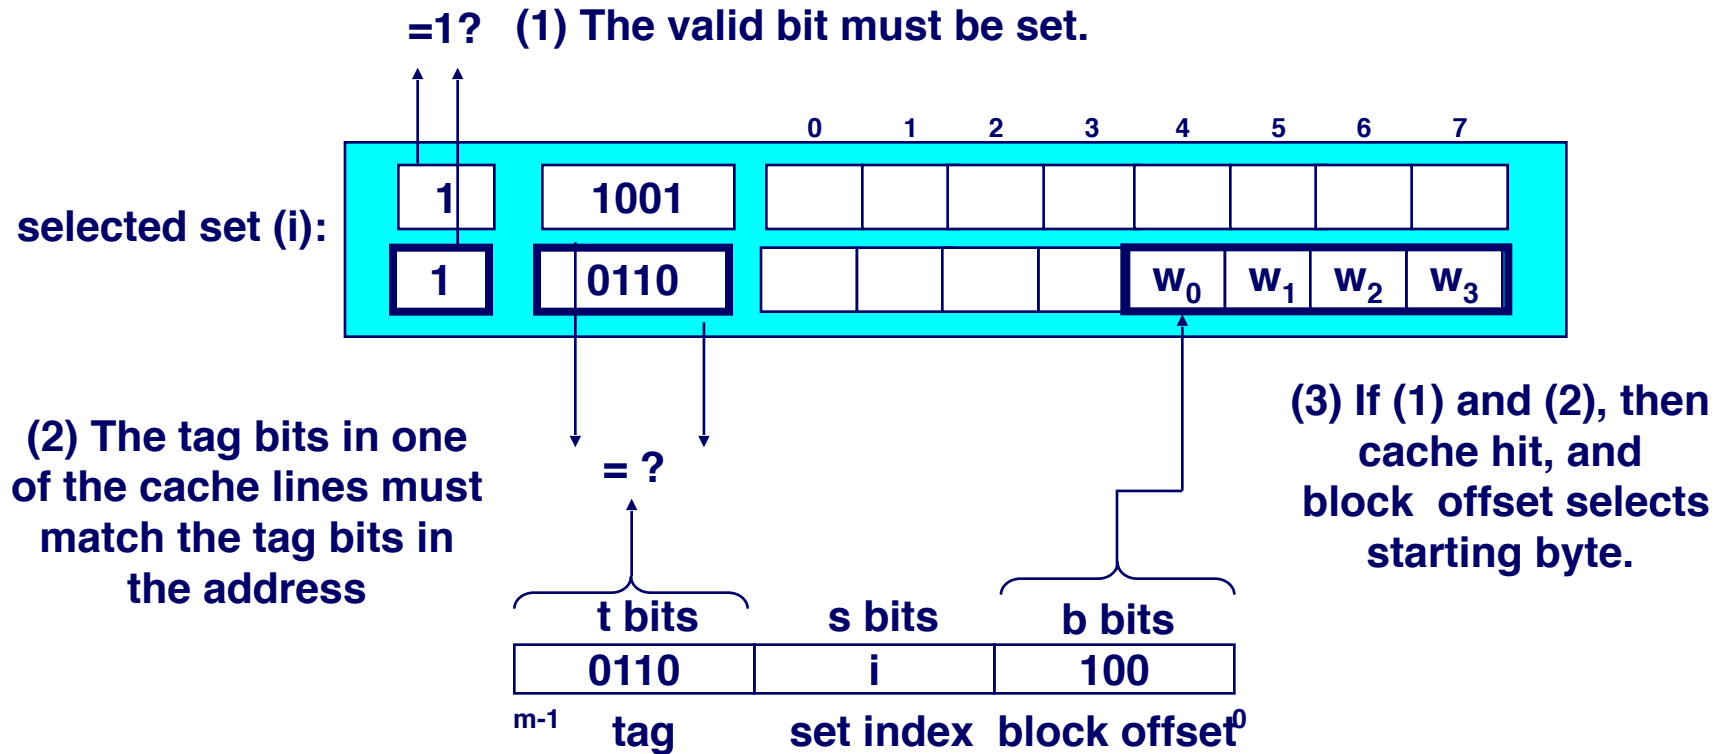 =1? (1) The valid bit must be set.
0 1 2 3 4 5 6 7
1 1001
selected set (i):
1 0110 w0 w1 w2 w3
(2) The tag bits in one
of the cache lines must
match the tag bits in
the address
= ?
(3) If (1) and (2), then
cache hit, and
block offset selects
starting byte.
t bits s bits b bits
0110 i 100
m-1 tag set index block offset 0